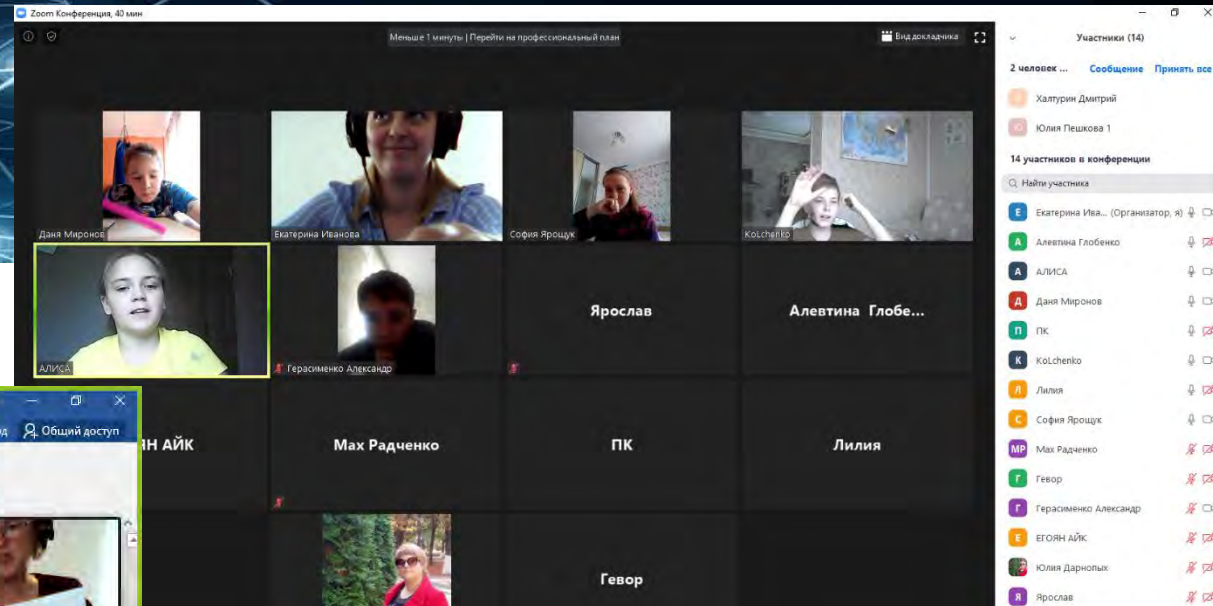 Zoom Конференция, 40 мин
Меньше 1 минуты | Перейти на профессиональный план
Вид докладчика
Даня Миронов
Екатерина Иванова
София Ярощук
KoLchenko
АЛИСА
Герасименко Александр
Ярослав
Алевтина Глобе...
ЯН АЙК
Мах Радченко
ПК
Лилия
Гевор
Общий доступ
Участники (14)
2 человек ...
Сообщение
Принять все
Халтурин Дмитрий
Юлия Пешкова 1
14 участников в конференции
Найти участника
Е Екатерина Ива... (Организатор, я)
А Алевтина Глобенко
А АЛИСА
Д Даня Миронов
П ПК
K KoLchenko
Л Лилия
С София Ярощук
МР Мах Радченко
Г Гевор
Г Герасименко Александр
Е ЕГОЯН АЙК
Юлия Дарнопых
Я Ярослав